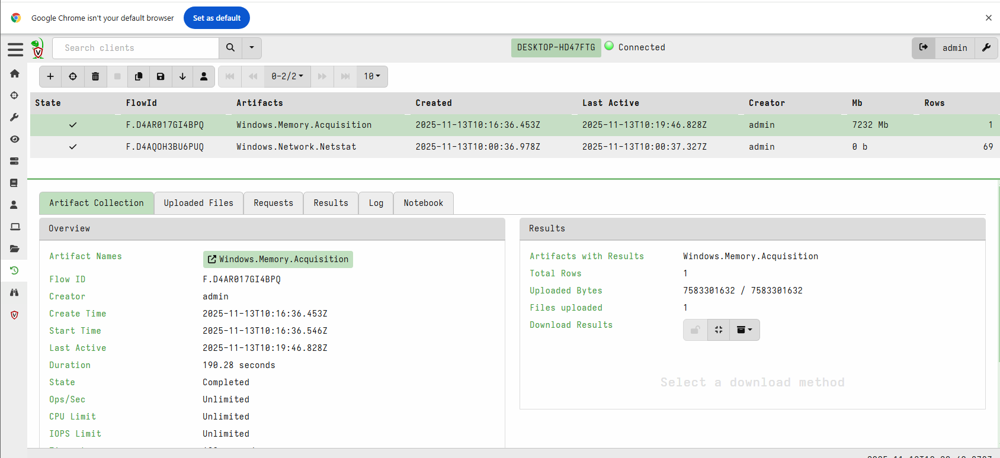 Google Chrome isn't your default browser Set as default
Search clients DESKTOP-HD47FTG Connected admin
0-2/2 10
State FlowId Artifacts Created Last Active Creator Mb Rows
F.D4AR017GI4BPQ Windows.Memory.Acquisition 2025-11-13T10:16:36.453Z 2025-11-13T10:19:46.828Z admin 7232 Mb 1
F.D4AQOH3BU6PUQ Windows.Network.Netstat 2025-11-13T10:00:36.978Z 2025-11-13T10:00:37.327Z admin 0 b 69
Artifact Collection Uploaded Files Requests Results Log Notebook
Overview
Artifact Names Windows.Memory.Acquisition
Flow ID F.D4AR017GI4BPQ
Creator admin
Create Time 2025-11-13T10:16:36.453Z
Start Time 2025-11-13T10:16:36.546Z
Last Active 2025-11-13T10:19:46.828Z
Duration 190.28 seconds
State Completed
Ops/Sec Unlimited
CPU Limit Unlimited
IOPS Limit Unlimited
Results
Artifacts with Results Windows.Memory.Acquisition
Total Rows 1
Uploaded Bytes 7583301632 / 7583301632
Files uploaded 1
Download Results
Select a download method